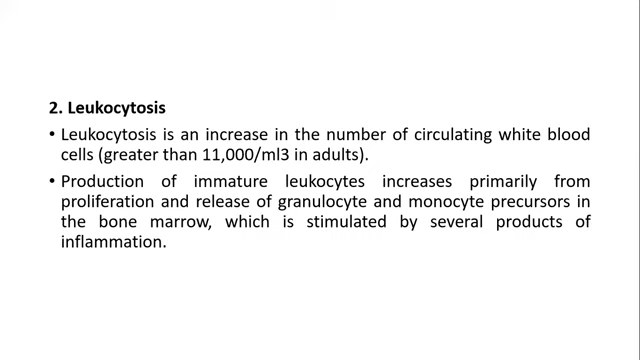 2. Leukocytosis
• Leukocytosis is an increase in the number of circulating white blood
cells (greater than 11,000/ml3 in adults).
• Production of immature leukocytes increases primarily from
proliferation and release of granulocyte and monocyte precursors in
the bone marrow, which is stimulated by several products of
inflammation.